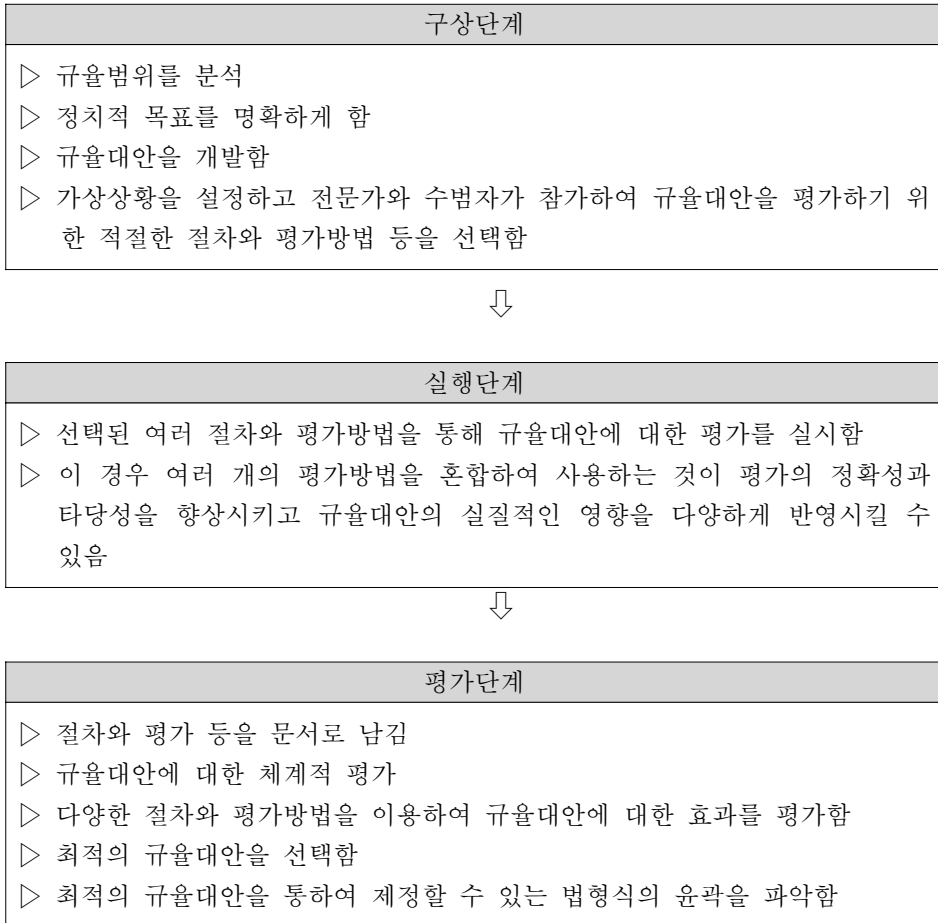 구상단계
▷ 규율범위를 분석
▷ 정치적 목표를 명확하게 함
▷ 규율대안을 개발함
▷ 가상상황을 설정하고 전문가와 수범자가 참가하여 규율대안을 평가하기 위
한 적절한 절차와 평가방법 등을 선택함
⇩
실행단계
▷ 선택된 여러 절차와 평가방법을 통해 규율대안에 대한 평가를 실시함
▷ 이 경우 여러 개의 평가방법을 혼합하여 사용하는 것이 평가의 정확성과
타당성을 향상시키고 규율대안의 실질적인 영향을 다양하게 반영시킬 수
있음
⇩
평가단계
▷ 절차와 평가 등을 문서로 남김
▷ 규율대안에 대한 체계적 평가
▷ 다양한 절차와 평가방법을 이용하여 규율대안에 대한 효과를 평가함
▷ 최적의 규율대안을 선택함
▷ 최적의 규율대안을 통하여 제정할 수 있는 법형식의 윤곽을 파악함